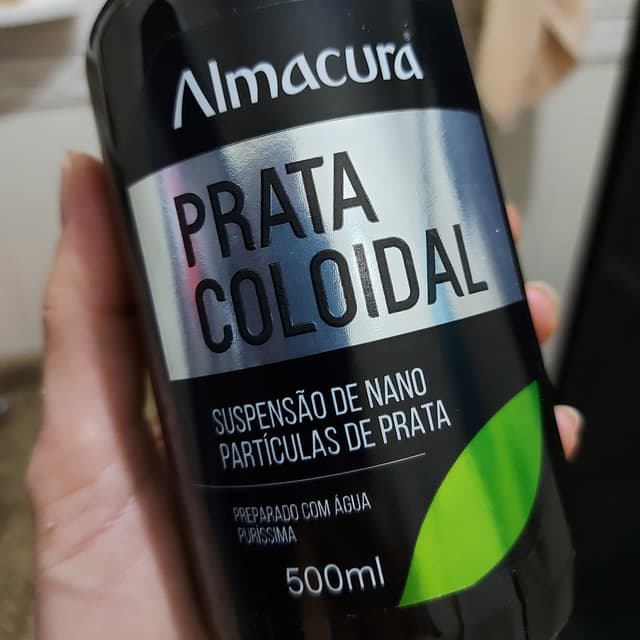 Almacura
PRATA
COLOIDAL
SUSPENSÃO DE NANO
PARTÍCULAS DE PRATA
PREPARADO COM ÁGUA
PURÍSSIMA
500ml